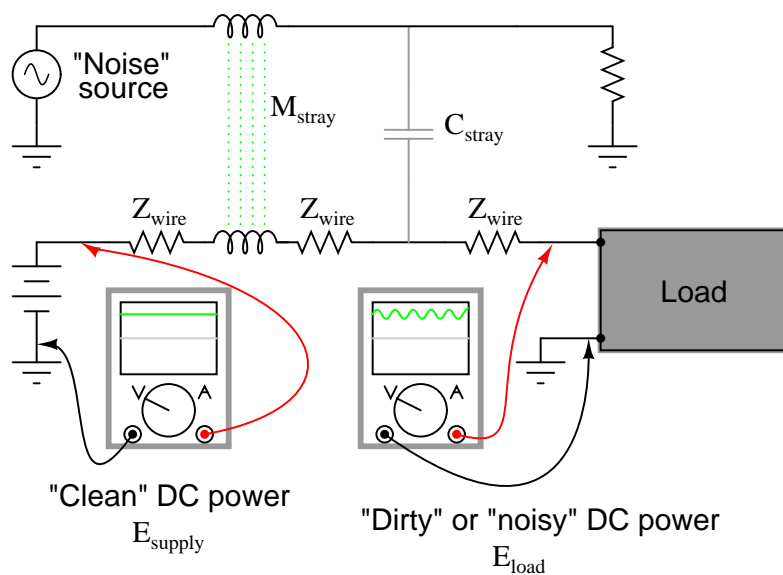 "Noise"
source
M_stray
C_stray
Z_wire
Z_wire
Z_wire
Load
V A
V A
"Clean" DC power
E_supply
"Dirty" or "noisy" DC power
E_load